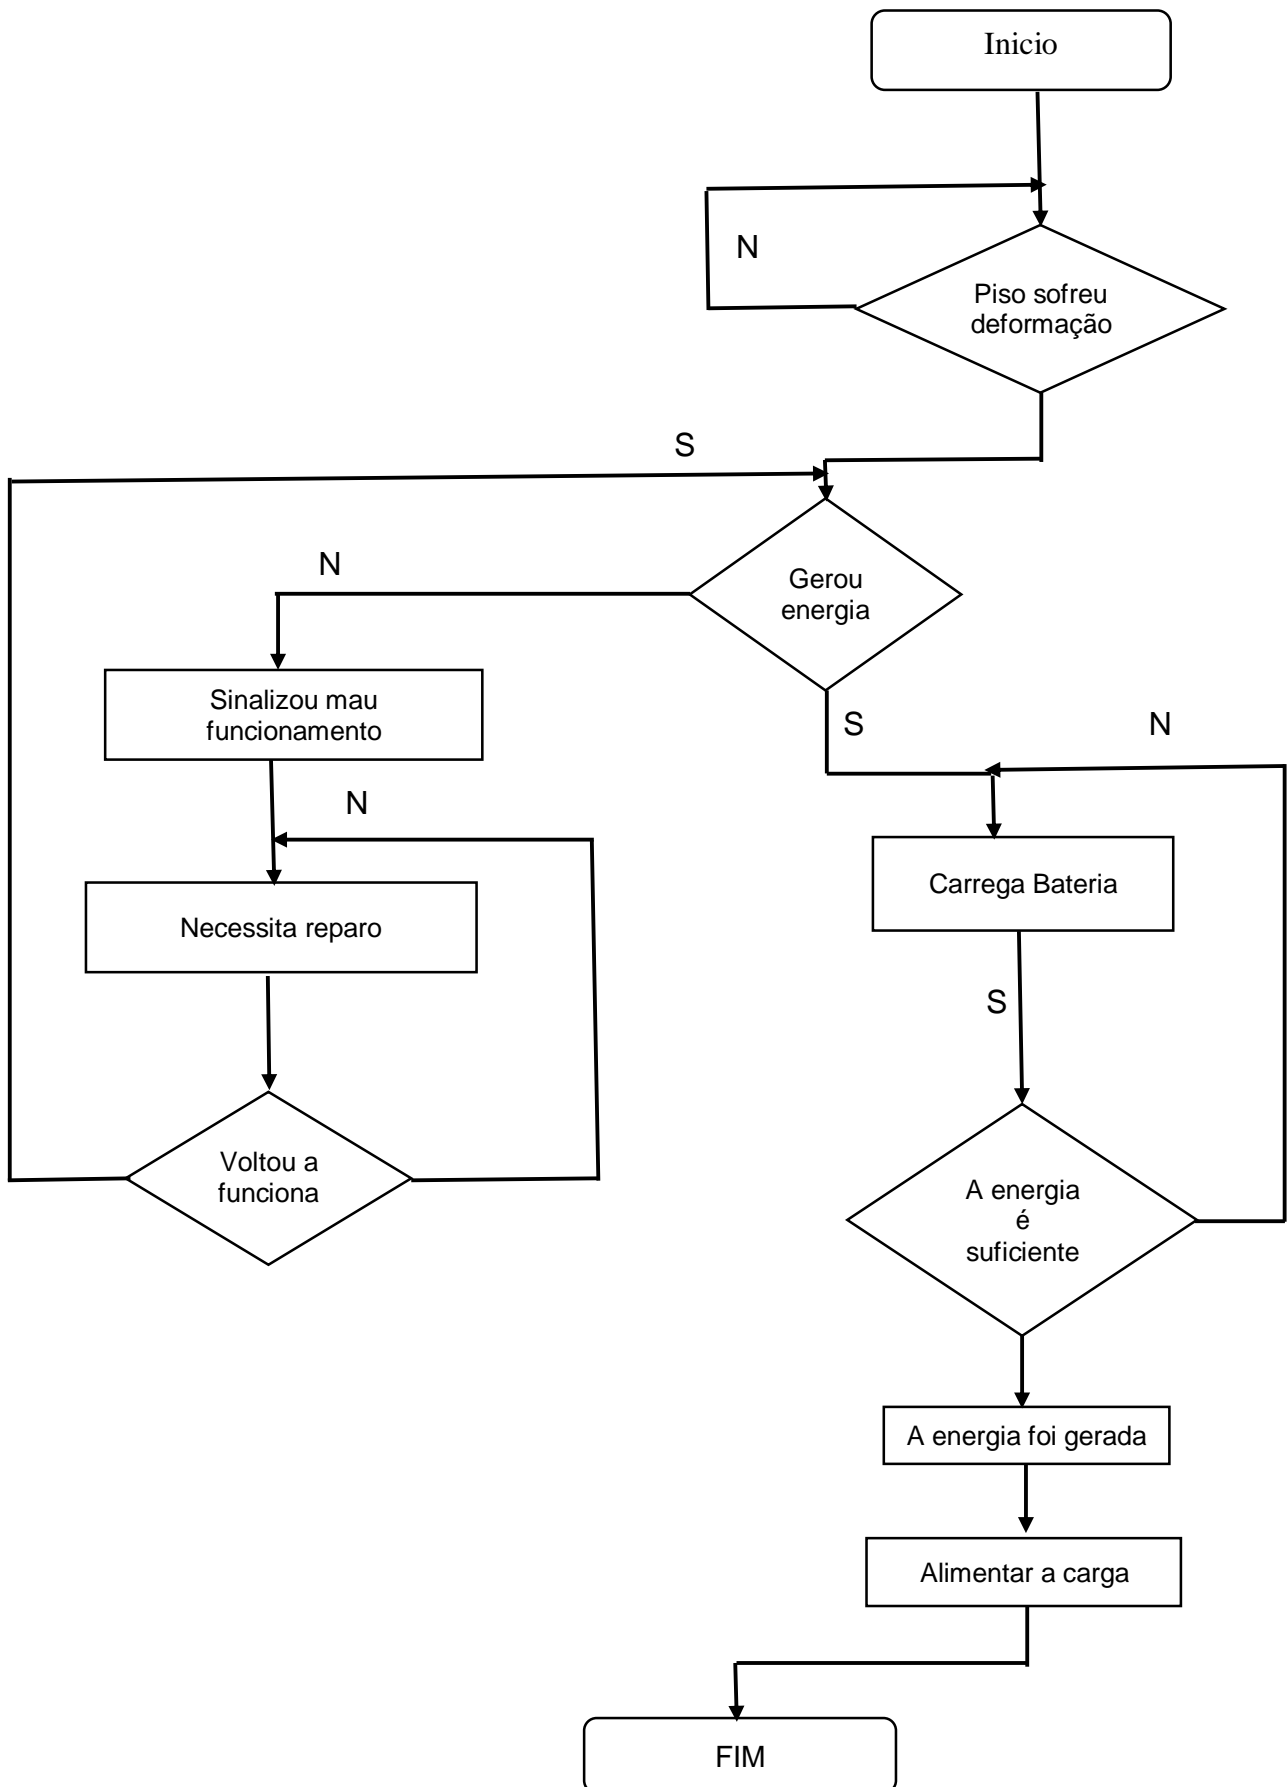 Inicio
N
Piso sofreu
deformação
S
N
Gerou
energia
Sinalizou mau
funcionamento
S
N
N
Carrega Bateria
Necessita reparo
S
Voltou a
funciona
A energia
é
suficiente
A energia foi gerada
Alimentar a carga
FIM